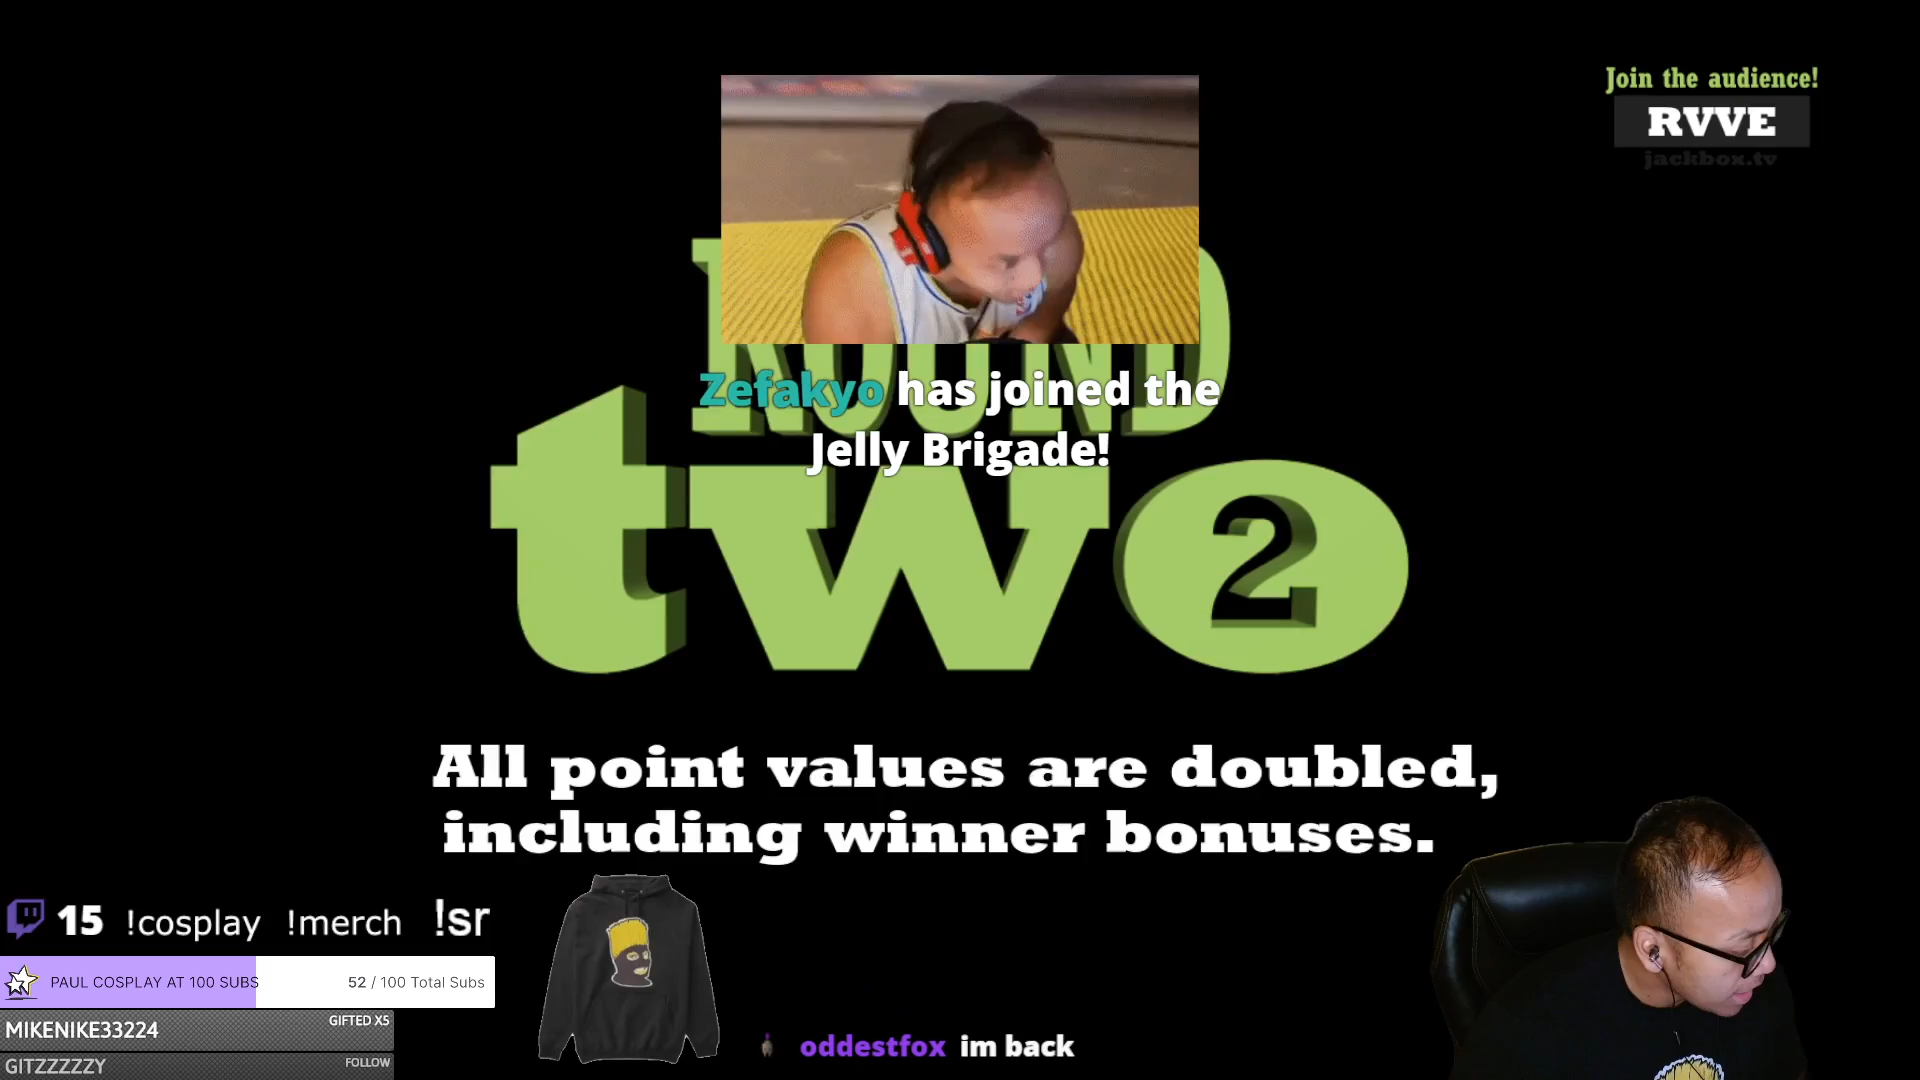 Join the audience!
RVVE
jackbox.tv
ROUND
Zefakyo has joined the
Jelly Brigade!
two
2
All point values are doubled,
including winner bonuses.
15 !cosplay !merch !sr
PAUL COSPLAY AT 100 SUBS 52 / 100 Total Subs
MIKENIKE33224 GIFTED X5
GITZZZZZY FOLLOW
oddestfox im back